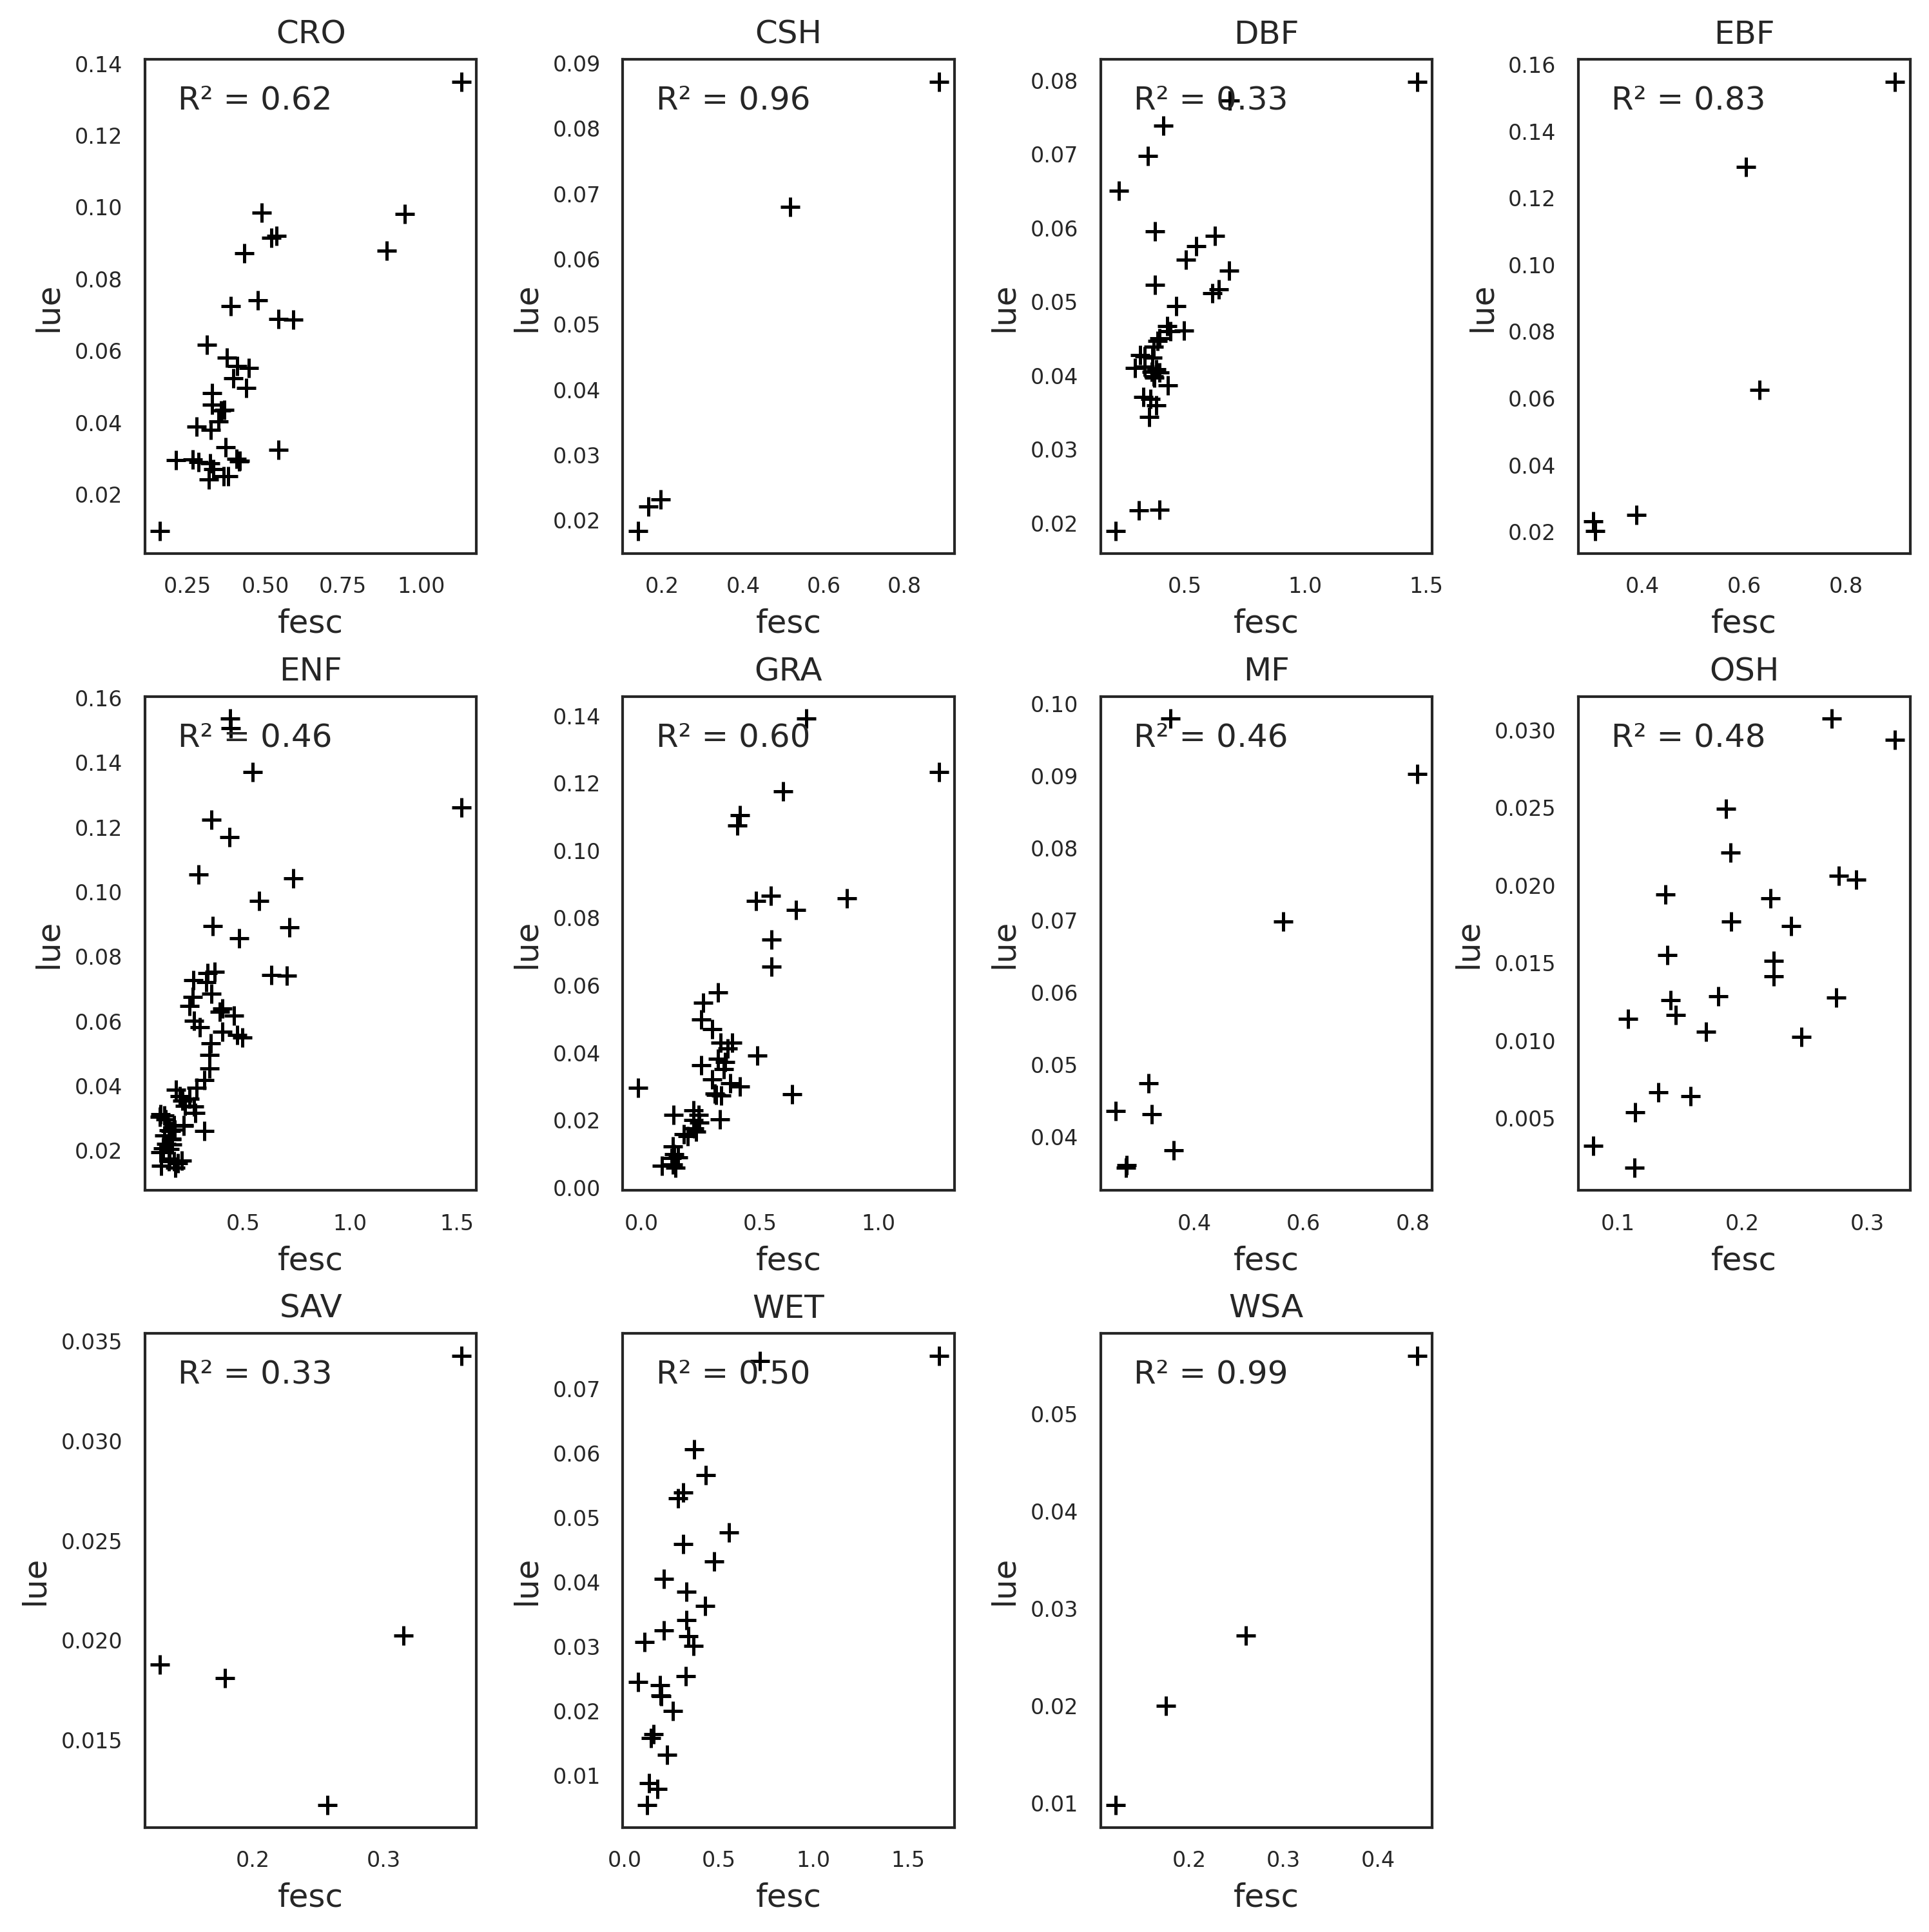 CRO
R² = 0.62
0.14
0.12
0.10
0.08
0.06
0.04
0.02
lue
0.25 0.50 0.75 1.00
fesc
CSH
R² = 0.96
0.09
0.08
0.07
0.06
0.05
0.04
0.03
0.02
lue
0.2 0.4 0.6 0.8
fesc
DBF
R² = 0.33
0.08
0.07
0.06
0.05
0.04
0.03
0.02
lue
0.5 1.0 1.5
fesc
EBF
R² = 0.83
0.16
0.14
0.12
0.10
0.08
0.06
0.04
0.02
lue
0.4 0.6 0.8
fesc
ENF
R² = 0.46
0.16
0.14
0.12
0.10
0.08
0.06
0.04
0.02
lue
0.5 1.0 1.5
fesc
GRA
R² = 0.60
0.14
0.12
0.10
0.08
0.06
0.04
0.02
0.00
lue
0.0 0.5 1.0
fesc
MF
R² = 0.46
0.10
0.09
0.08
0.07
0.06
0.05
0.04
lue
0.4 0.6 0.8
fesc
OSH
R² = 0.48
0.030
0.025
0.020
0.015
0.010
0.005
lue
0.1 0.2 0.3
fesc
SAV
R² = 0.33
0.035
0.030
0.025
0.020
0.015
lue
0.2 0.3
fesc
WET
R² = 0.50
0.07
0.06
0.05
0.04
0.03
0.02
0.01
lue
0.0 0.5 1.0 1.5
fesc
WSA
R² = 0.99
0.05
0.04
0.03
0.02
0.01
lue
0.2 0.3 0.4
fesc